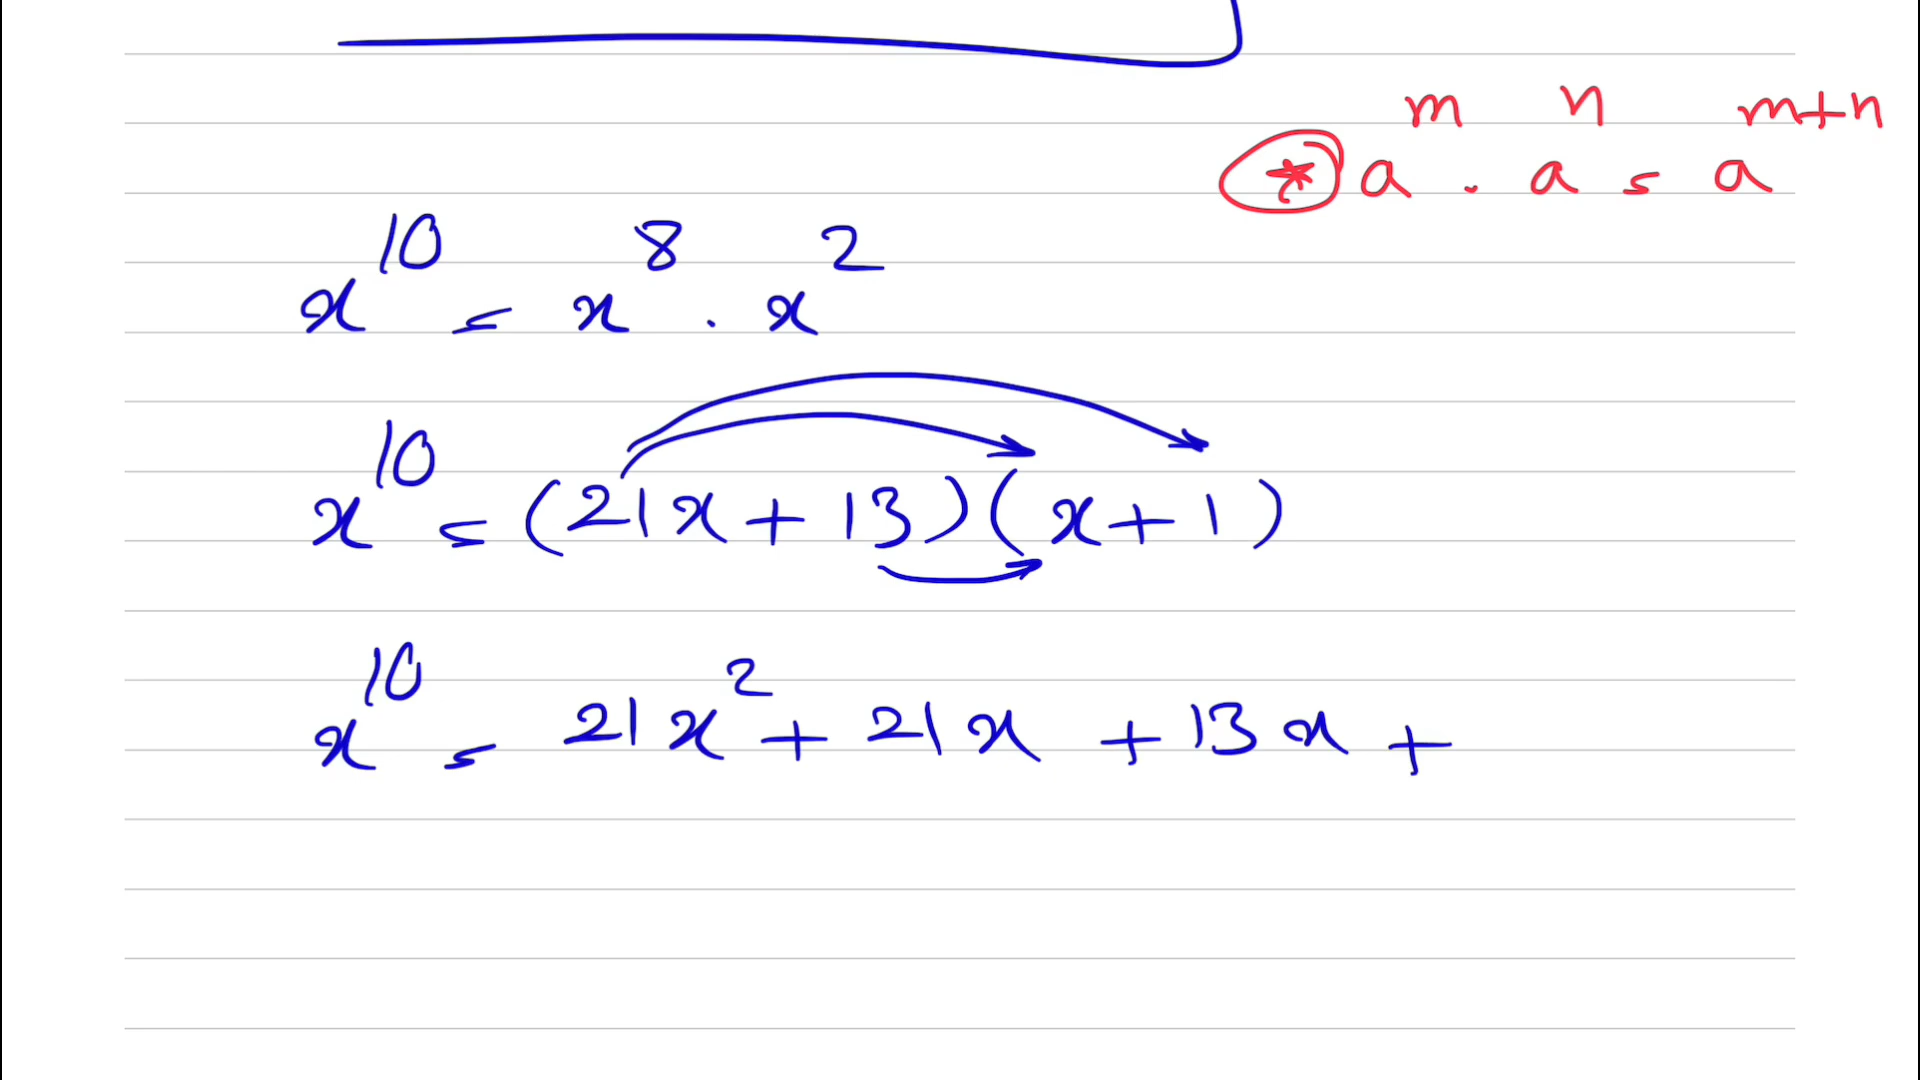 * a^m . a^n = a^(m+n)
x^10 = x^8 . x^2
x^10 = (21x + 13)(x + 1)
x^10 = 21x^2 + 21x + 13x +